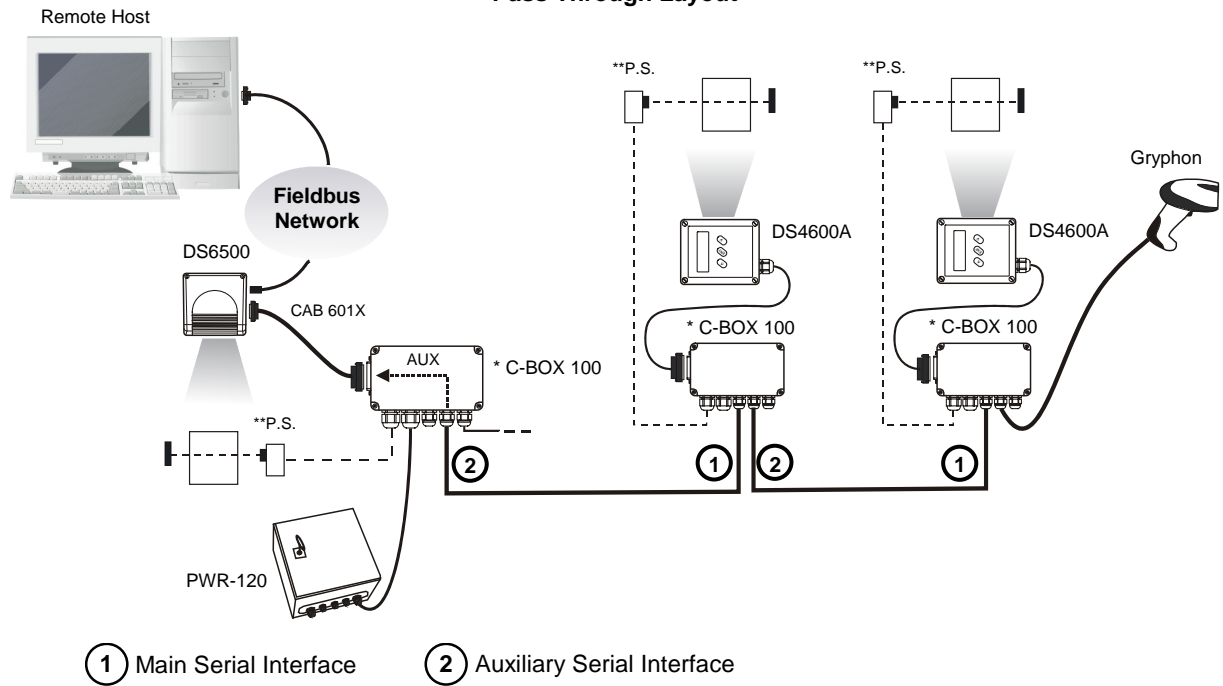 Pass Through Layout
Remote Host
**P.S.
**P.S.
Gryphon
Fieldbus
Network
DS6500
DS4600A
DS4600A
CAB 601X
* C-BOX 100
* C-BOX 100
AUX
* C-BOX 100
**P.S.
2
1
2
1
PWR-120
1 Main Serial Interface
2 Auxiliary Serial Interface